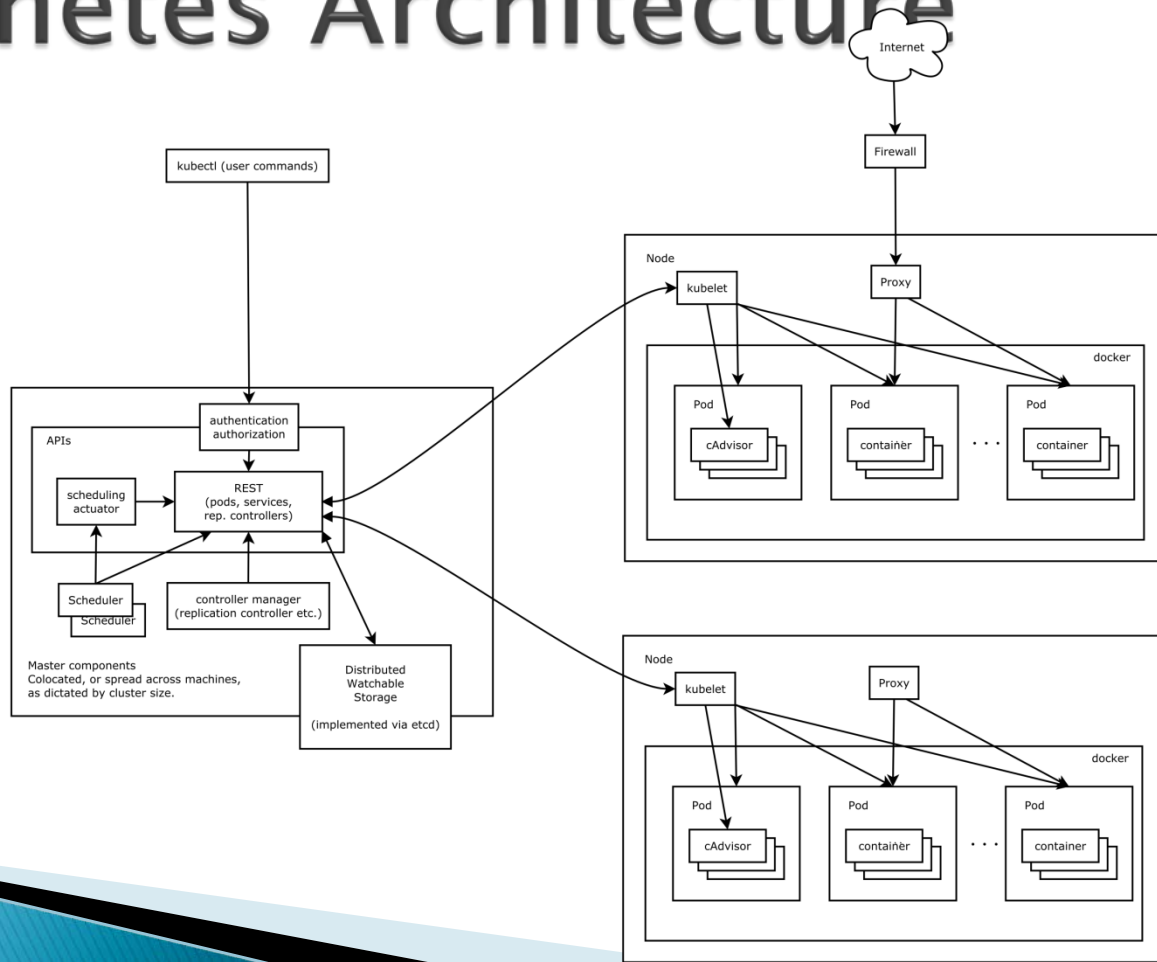 netes Architecture
Internet
Firewall
kubectl (user commands)
Node
kubelet
Proxy
docker
Pod
cAdvisor
Pod
container
. . .
Pod
container
authentication
authorization
APIs
REST
(pods, services,
rep. controllers)
scheduling
actuator
Scheduler
Scheduler
controller manager
(replication controller etc.)
Master components
Colocated, or spread across machines,
as dictated by cluster size.
Distributed
Watchable
Storage
(implemented via etcd)
Node
kubelet
Proxy
docker
Pod
cAdvisor
Pod
container
. . .
Pod
container